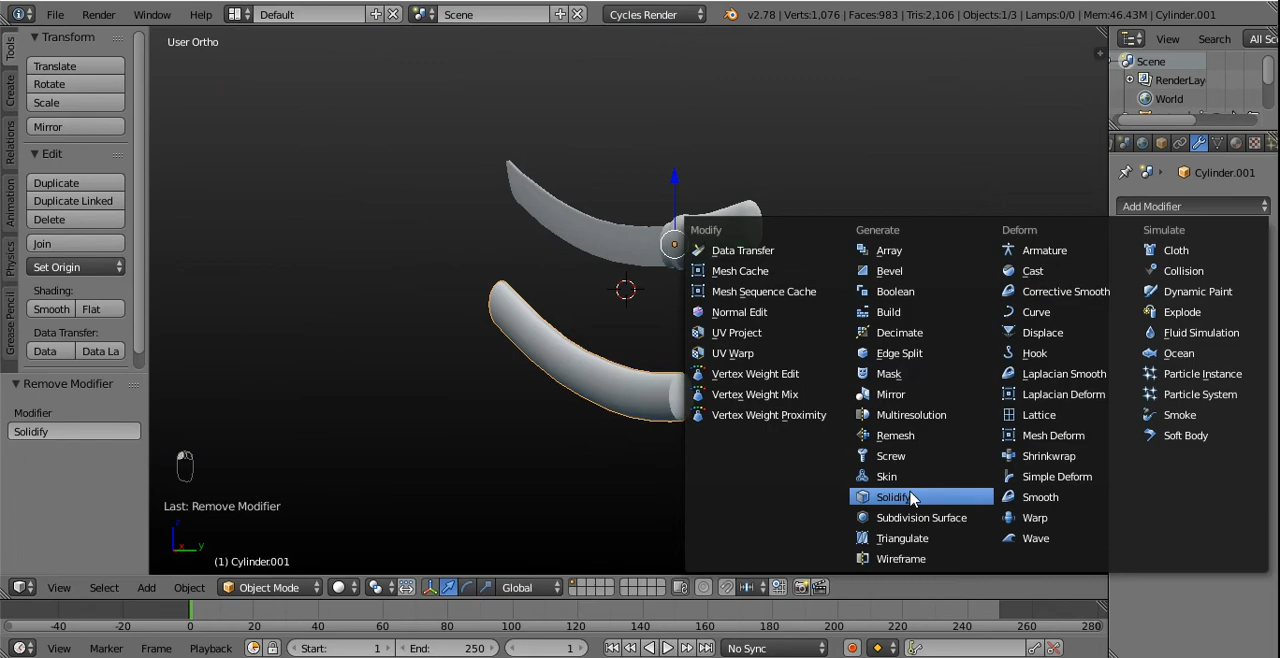 File Render Window Help Default Scene Cycles Render v2.78 | Verts:1,076 | Faces:983 | Tris:2,106 | Objects:1/3 | Lamps:0/0 | Mem:46.43M | Cylinder.001
Tools
Create
Relations
Animation
Physics
Grease Pencil
Transform
Translate
Rotate
Scale
Mirror
Edit
Duplicate
Duplicate Linked
Delete
Join
Set Origin
Shading:
Smooth Flat
Data Transfer:
Data Data La
Remove Modifier
Modifier
Solidify
User Ortho
Last: Remove Modifier
z
x y
(1) Cylinder.001
Modify
Data Transfer
Mesh Cache
Mesh Sequence Cache
Normal Edit
UV Project
UV Warp
Vertex Weight Edit
Vertex Weight Mix
Vertex Weight Proximity
Generate
Array
Bevel
Boolean
Build
Decimate
Edge Split
Mask
Mirror
Multiresolution
Remesh
Screw
Skin
Solidify
Subdivision Surface
Triangulate
Wireframe
Deform
Armature
Cast
Corrective Smooth
Curve
Displace
Hook
Laplacian Smooth
Laplacian Deform
Lattice
Mesh Deform
Shrinkwrap
Simple Deform
Smooth
Warp
Wave
Simulate
Cloth
Collision
Dynamic Paint
Explode
Fluid Simulation
Ocean
Particle Instance
Particle System
Smoke
Soft Body
View Search All Sc
Scene
RenderLay
World
Cylinder.001
Add Modifier
View Select Add Object Object Mode Global
-40 -20 0 20 40 60 80 100 120 140 160 180 200 220 240 260 280
View Marker Frame Playback Start: 1 End: 250 1 No Sync